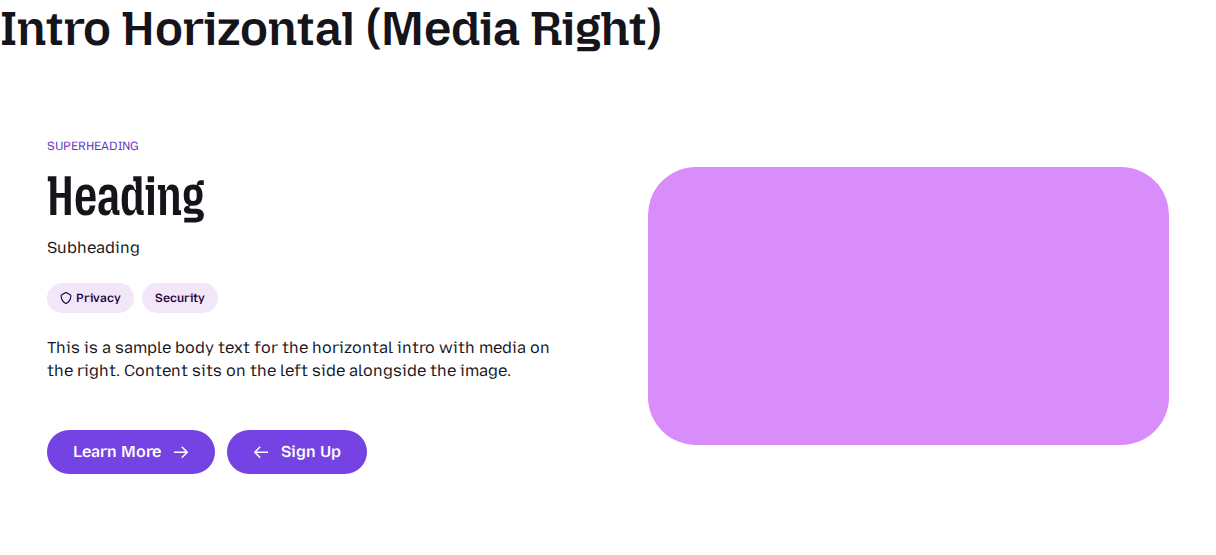 Intro Horizontal (Media Right)
SUPERHEADING
Heading
Subheading
Privacy Security
This is a sample body text for the horizontal intro with media on
the right. Content sits on the left side alongside the image.
Learn More Sign Up